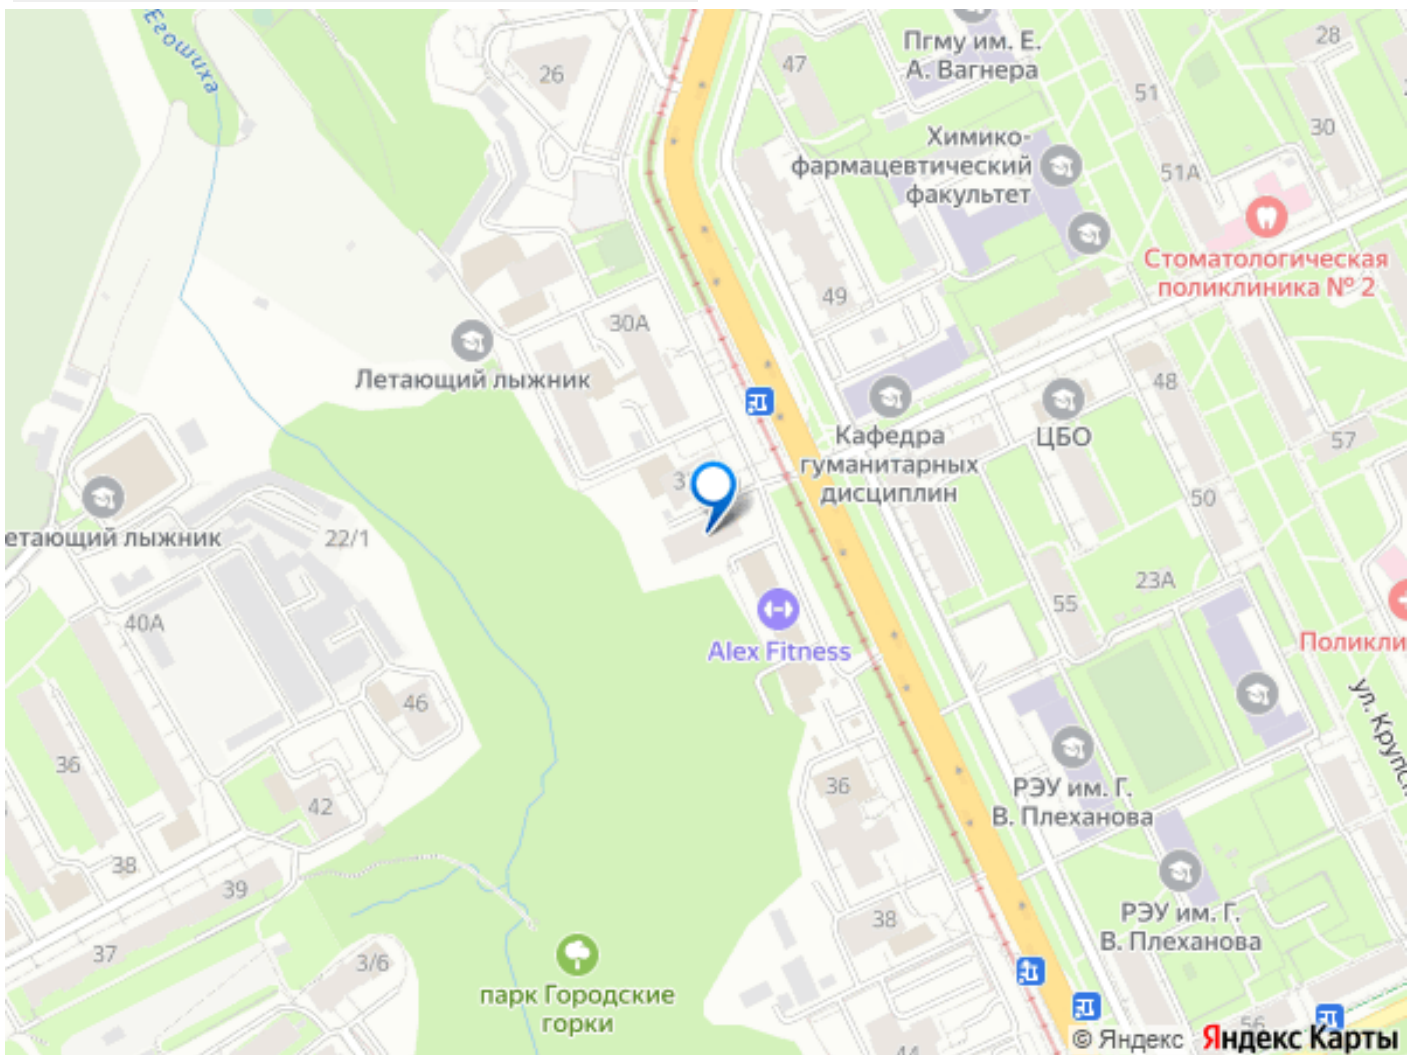 Егошиха
26
47
Пгму им. Е.
А. Вагнера
28
51
30
Химико-
фармацевтический
факультет
51А
Стоматологическая
поликлиника № 2
49
30А
Летающий лыжник
48
Кафедра
гуманитарных
дисциплин
ЦБО
57
50
3
етающий лыжник
22/1
40А
23А
55
Alex Fitness
Поликли
ул. Крупс
46
36
42
36
РЭУ им. Г.
В. Плеханова
38
39
38
РЭУ им. Г.
В. Плеханова
37
3/6
парк Городские
горки
56
44
© Яндекс Яндекс Карты